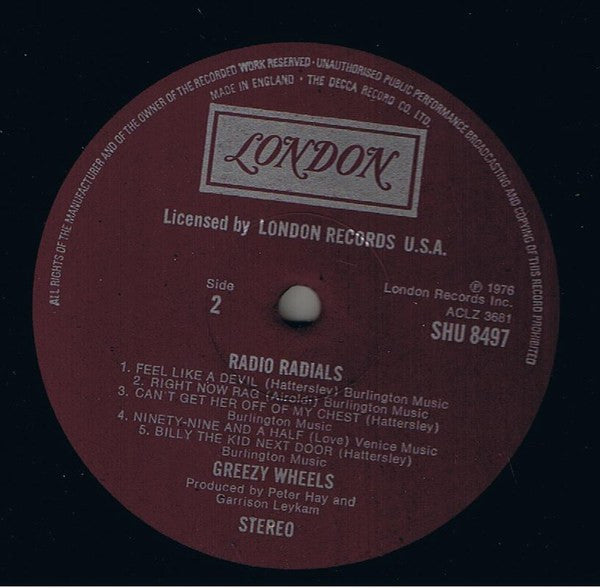 ALL RIGHTS OF THE MANUFACTURER AND OF THE OWNER OF THE RECORDED WORK RESERVED · UNAUTHORISED PUBLIC PERFORMANCE BROADCASTING AND COPYING OF THIS RECORD PROHIBITED
MADE IN ENGLAND · THE DECCA RECORD CO. LTD.
LONDON
Licensed by LONDON RECORDS U.S.A.
Side
2
℗ 1976
London Records Inc.
ACLZ 3681
SHU 8497
RADIO RADIALS
1. FEEL LIKE A DEVIL (Hattersley) Burlington Music
2. RIGHT NOW RAG (Airoldi) Burlington Music
3. CAN'T GET HER OFF OF MY CHEST (Hattersley)
Burlington Music
4. NINETY-NINE AND A HALF (Love) Venice Music
5. BILLY THE KID NEXT DOOR (Hattersley)
Burlington Music
GREEZY WHEELS
Produced by Peter Hay and
Garrison Leykam
STEREO